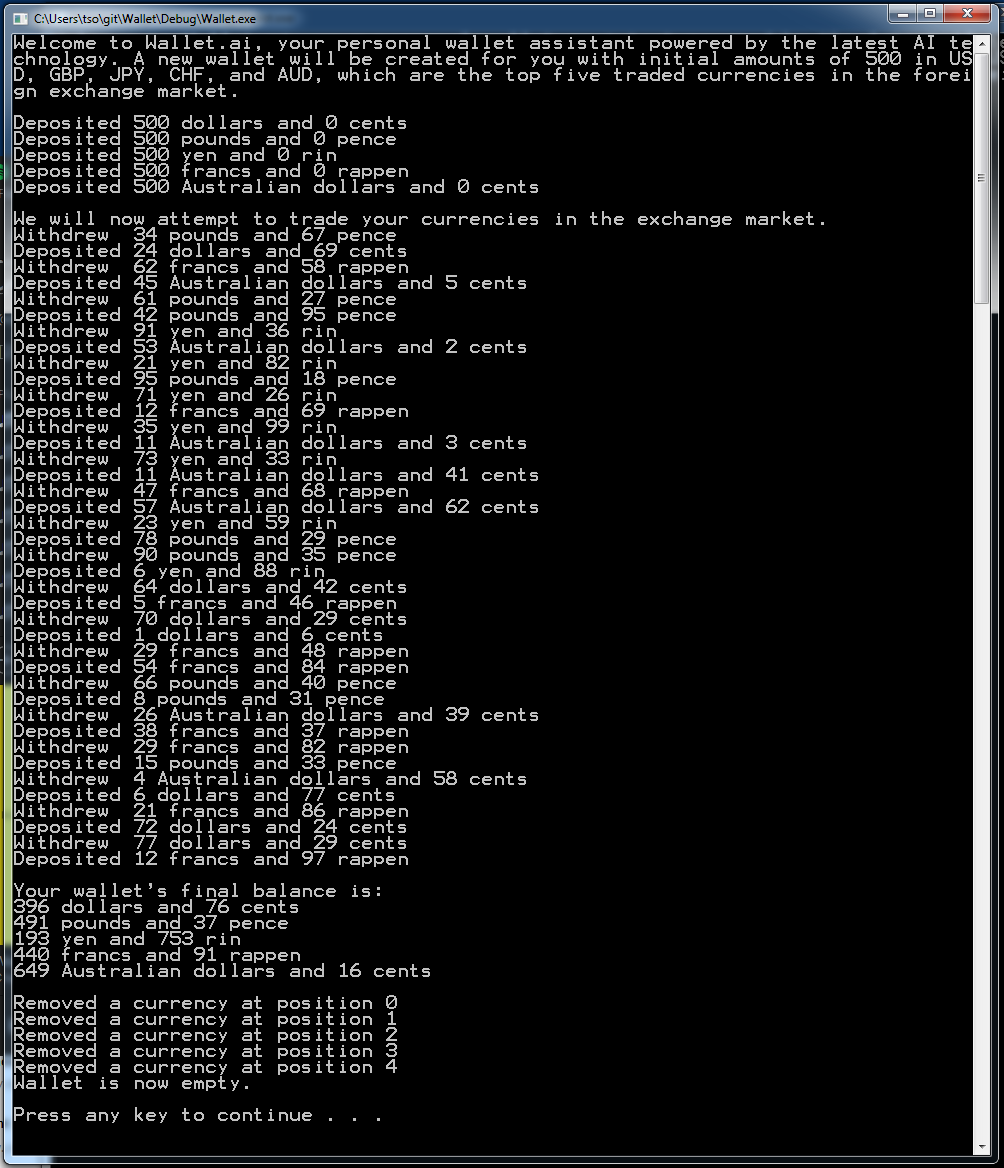 C:\Users\tso\git\Wallet\Debug\Wallet.exe
Welcome to Wallet.ai, your personal wallet assistant powered by the latest AI te
chnology. A new wallet will be created for you with initial amounts of 500 in US
D, GBP, JPY, CHF, and AUD, which are the top five traded currencies in the forei
gn exchange market.
Deposited 500 dollars and 0 cents
Deposited 500 pounds and 0 pence
Deposited 500 yen and 0 rin
Deposited 500 francs and 0 rappen
Deposited 500 Australian dollars and 0 cents
We will now attempt to trade your currencies in the exchange market.
Withdrew  34 pounds and 67 pence
Deposited 24 dollars and 69 cents
Withdrew  62 francs and 58 rappen
Deposited 45 Australian dollars and 5 cents
Withdrew  61 pounds and 27 pence
Deposited 42 pounds and 95 pence
Withdrew  91 yen and 36 rin
Deposited 53 Australian dollars and 2 cents
Withdrew  21 yen and 82 rin
Deposited 95 pounds and 18 pence
Withdrew  71 yen and 26 rin
Deposited 12 francs and 69 rappen
Withdrew  35 yen and 99 rin
Deposited 11 Australian dollars and 3 cents
Withdrew  73 yen and 33 rin
Deposited 11 Australian dollars and 41 cents
Withdrew  47 francs and 68 rappen
Deposited 57 Australian dollars and 62 cents
Withdrew  23 yen and 59 rin
Deposited 78 pounds and 29 pence
Withdrew  90 pounds and 35 pence
Deposited 6 yen and 88 rin
Withdrew  64 dollars and 42 cents
Deposited 5 francs and 46 rappen
Withdrew  70 dollars and 29 cents
Deposited 1 dollars and 6 cents
Withdrew  29 francs and 48 rappen
Deposited 54 francs and 84 rappen
Withdrew  66 pounds and 40 pence
Deposited 8 pounds and 31 pence
Withdrew  26 Australian dollars and 39 cents
Deposited 38 francs and 37 rappen
Withdrew  29 francs and 82 rappen
Deposited 15 pounds and 33 pence
Withdrew  4 Australian dollars and 58 cents
Deposited 6 dollars and 77 cents
Withdrew  21 francs and 86 rappen
Deposited 72 dollars and 24 cents
Withdrew  77 dollars and 29 cents
Deposited 12 francs and 97 rappen
Your wallet's final balance is:
396 dollars and 76 cents
491 pounds and 37 pence
193 yen and 753 rin
440 francs and 91 rappen
649 Australian dollars and 16 cents
Removed a currency at position 0
Removed a currency at position 1
Removed a currency at position 2
Removed a currency at position 3
Removed a currency at position 4
Wallet is now empty.
Press any key to continue . . .